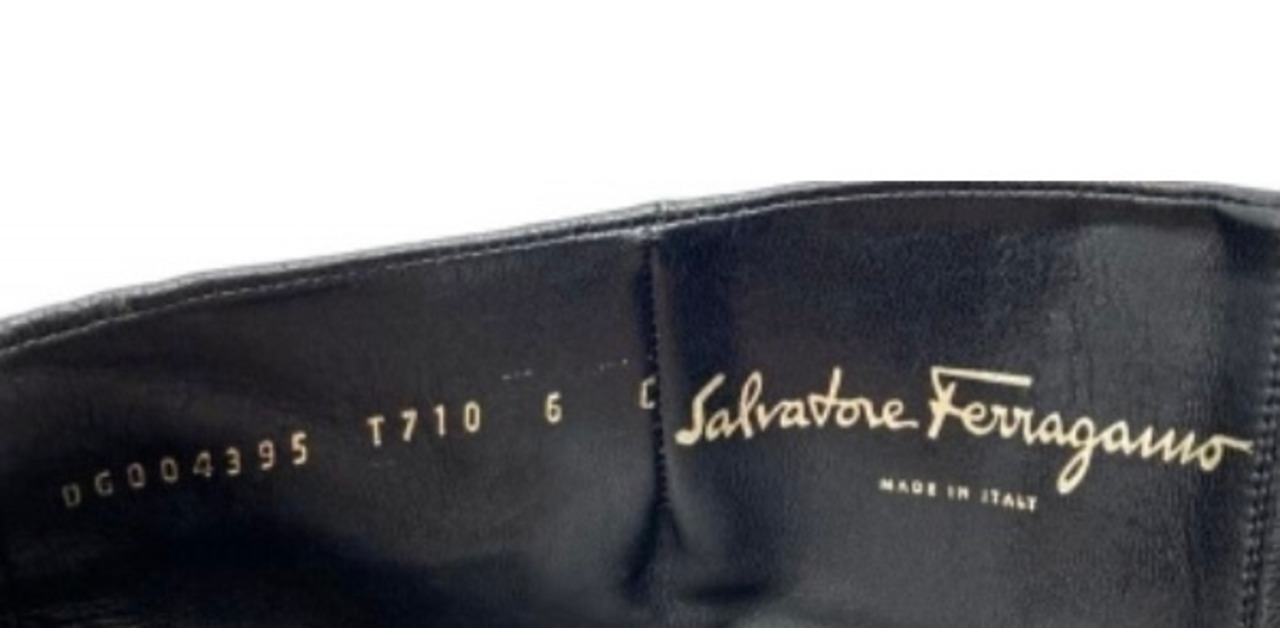 DG004395 T710 6 C
Salvatore Ferragamo
MADE IN ITALY